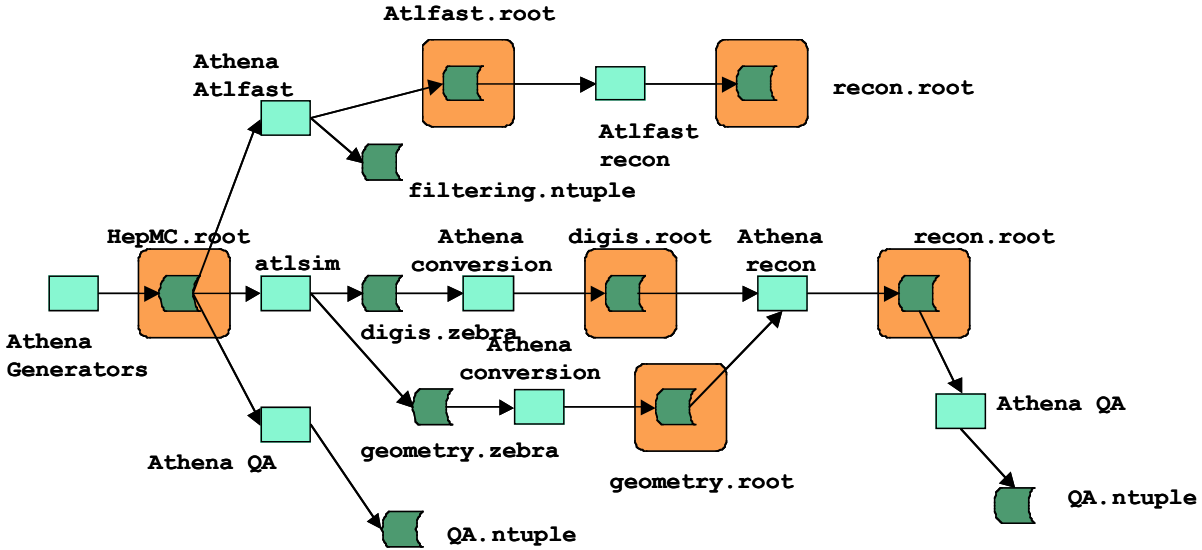 Atlfast.root
Athena
Atlfast
recon.root
Atlfast
recon
filtering.ntuple
HepMC.root
Athena
conversion
digis.root
Athena
recon
recon.root
atlsim
digis.zebra
Athena
Generators
Athena
conversion
Athena QA
geometry.zebra
Athena QA
geometry.root
QA.ntuple
QA.ntuple